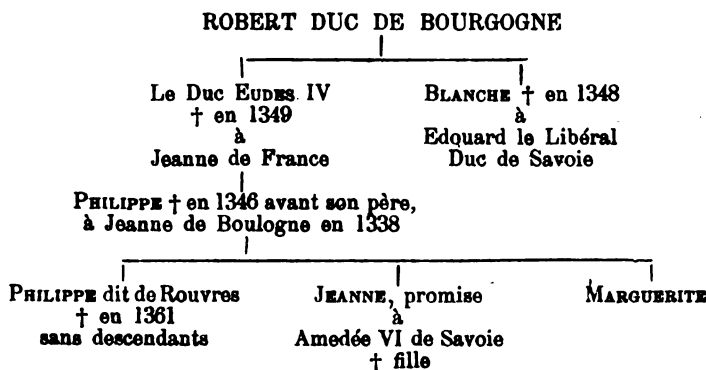 ROBERT DUC DE BOURGOGNE
Le Duc EUDES IV
† en 1349
à
Jeanne de France
BLANCHE † en 1348
à
Edouard le Libéral
Duc de Savoie
PHILIPPE † en 1346 avant son père,
à Jeanne de Boulogne en 1338
PHILIPPE dit de Rouvres
† en 1361
sans descendants
JEANNE, promise
à
Amedée VI de Savoie
† fille
MARGUERITE